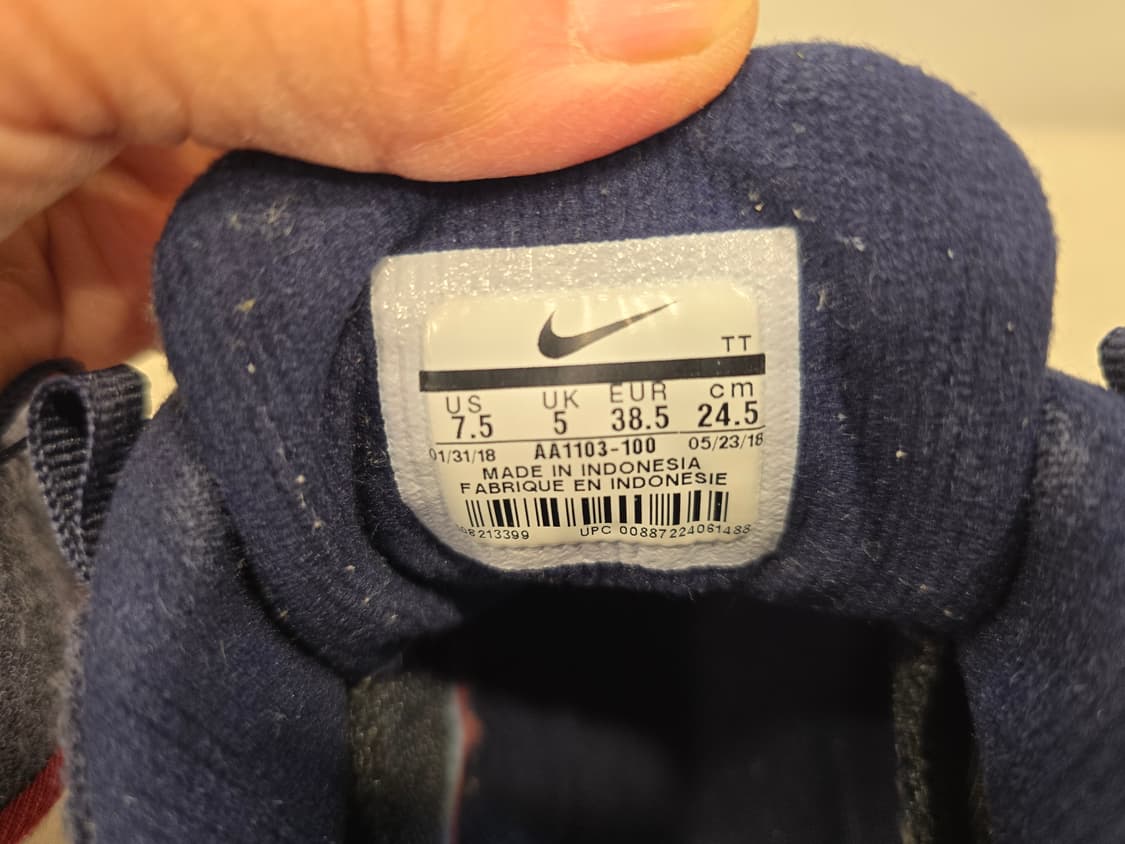 TT
US UK EUR cm
7.5 5 38.5 24.5
01/31/18 AA1103-100 05/23/18
MADE IN INDONESIA
FABRIQUE EN INDONESIE
UPC 00887224061488